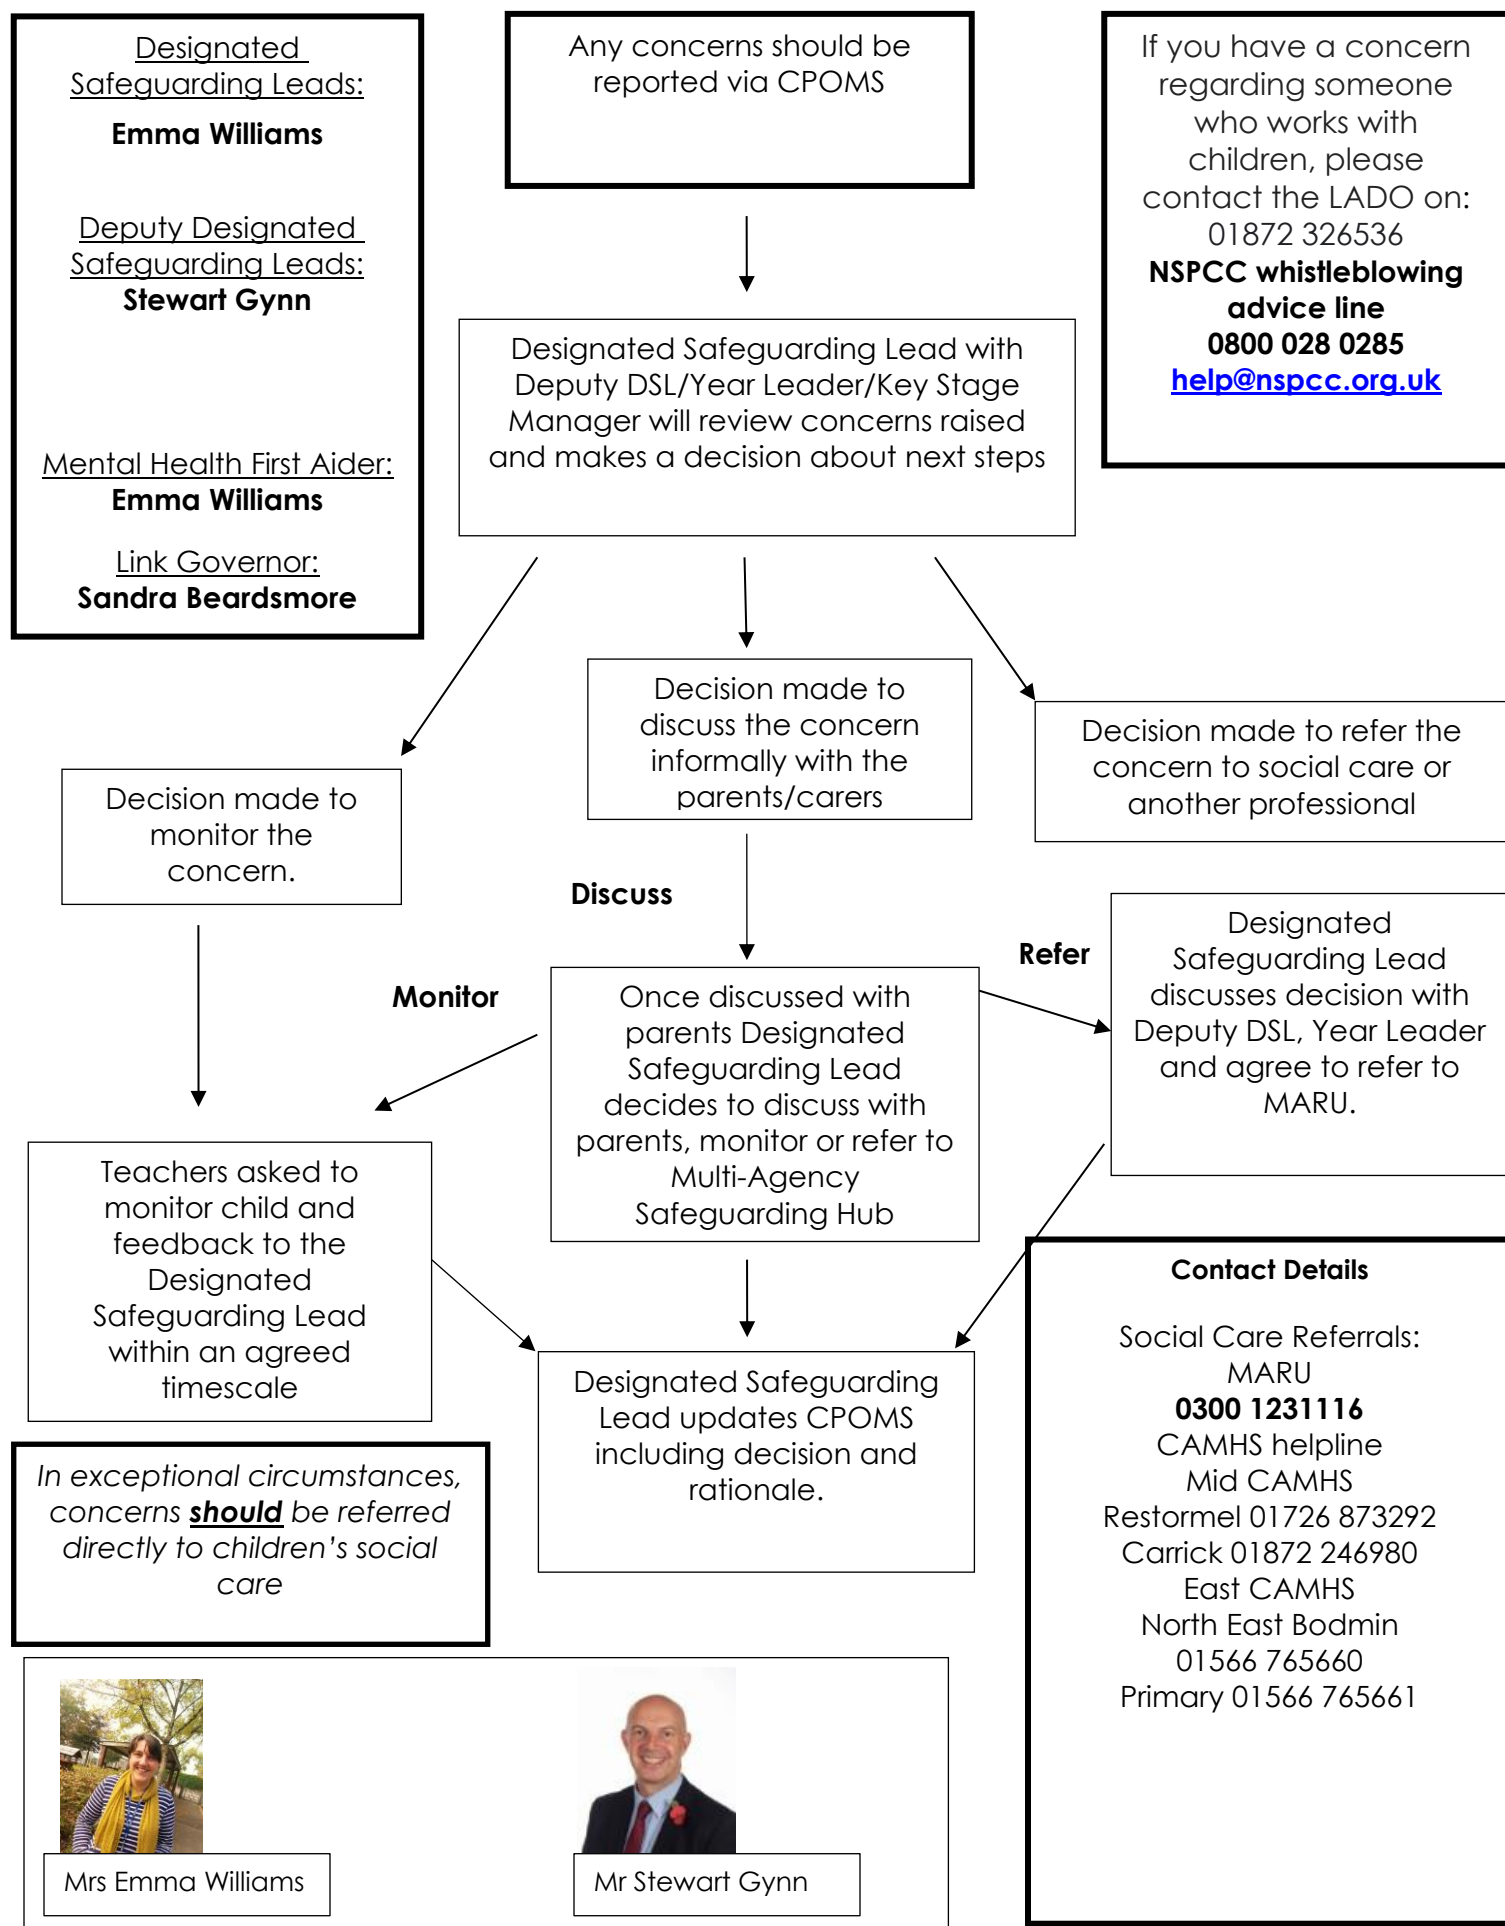 Designated
Safeguarding Leads:
Emma Williams
Deputy Designated
Safeguarding Leads:
Stewart Gynn
Mental Health First Aider:
Emma Williams
Link Governor:
Sandra Beardsmore
Any concerns should be
reported via CPOMS
If you have a concern
regarding someone
who works with
children, please
contact the LADO on:
01872 326536
NSPCC whistleblowing
advice line
0800 028 0285
help@nspcc.org.uk
Designated Safeguarding Lead with
Deputy DSL/Year Leader/Key Stage
Manager will review concerns raised
and makes a decision about next steps
Decision made to
monitor the
concern.
Decision made to
discuss the concern
informally with the
parents/carers
Decision made to refer the
concern to social care or
another professional
Discuss
Monitor
Refer
Once discussed with
parents Designated
Safeguarding Lead
decides to discuss with
parents, monitor or refer to
Multi-Agency
Safeguarding Hub
Designated
Safeguarding Lead
discusses decision with
Deputy DSL, Year Leader
and agree to refer to
MARU.
Teachers asked to
monitor child and
feedback to the
Designated
Safeguarding Lead
within an agreed
timescale
Designated Safeguarding
Lead updates CPOMS
including decision and
rationale.
In exceptional circumstances,
concerns should be referred
directly to children’s social
care
Contact Details
Social Care Referrals:
MARU
0300 1231116
CAMHS helpline
Mid CAMHS
Restormel 01726 873292
Carrick 01872 246980
East CAMHS
North East Bodmin
01566 765660
Primary 01566 765661
Mrs Emma Williams
Mr Stewart Gynn